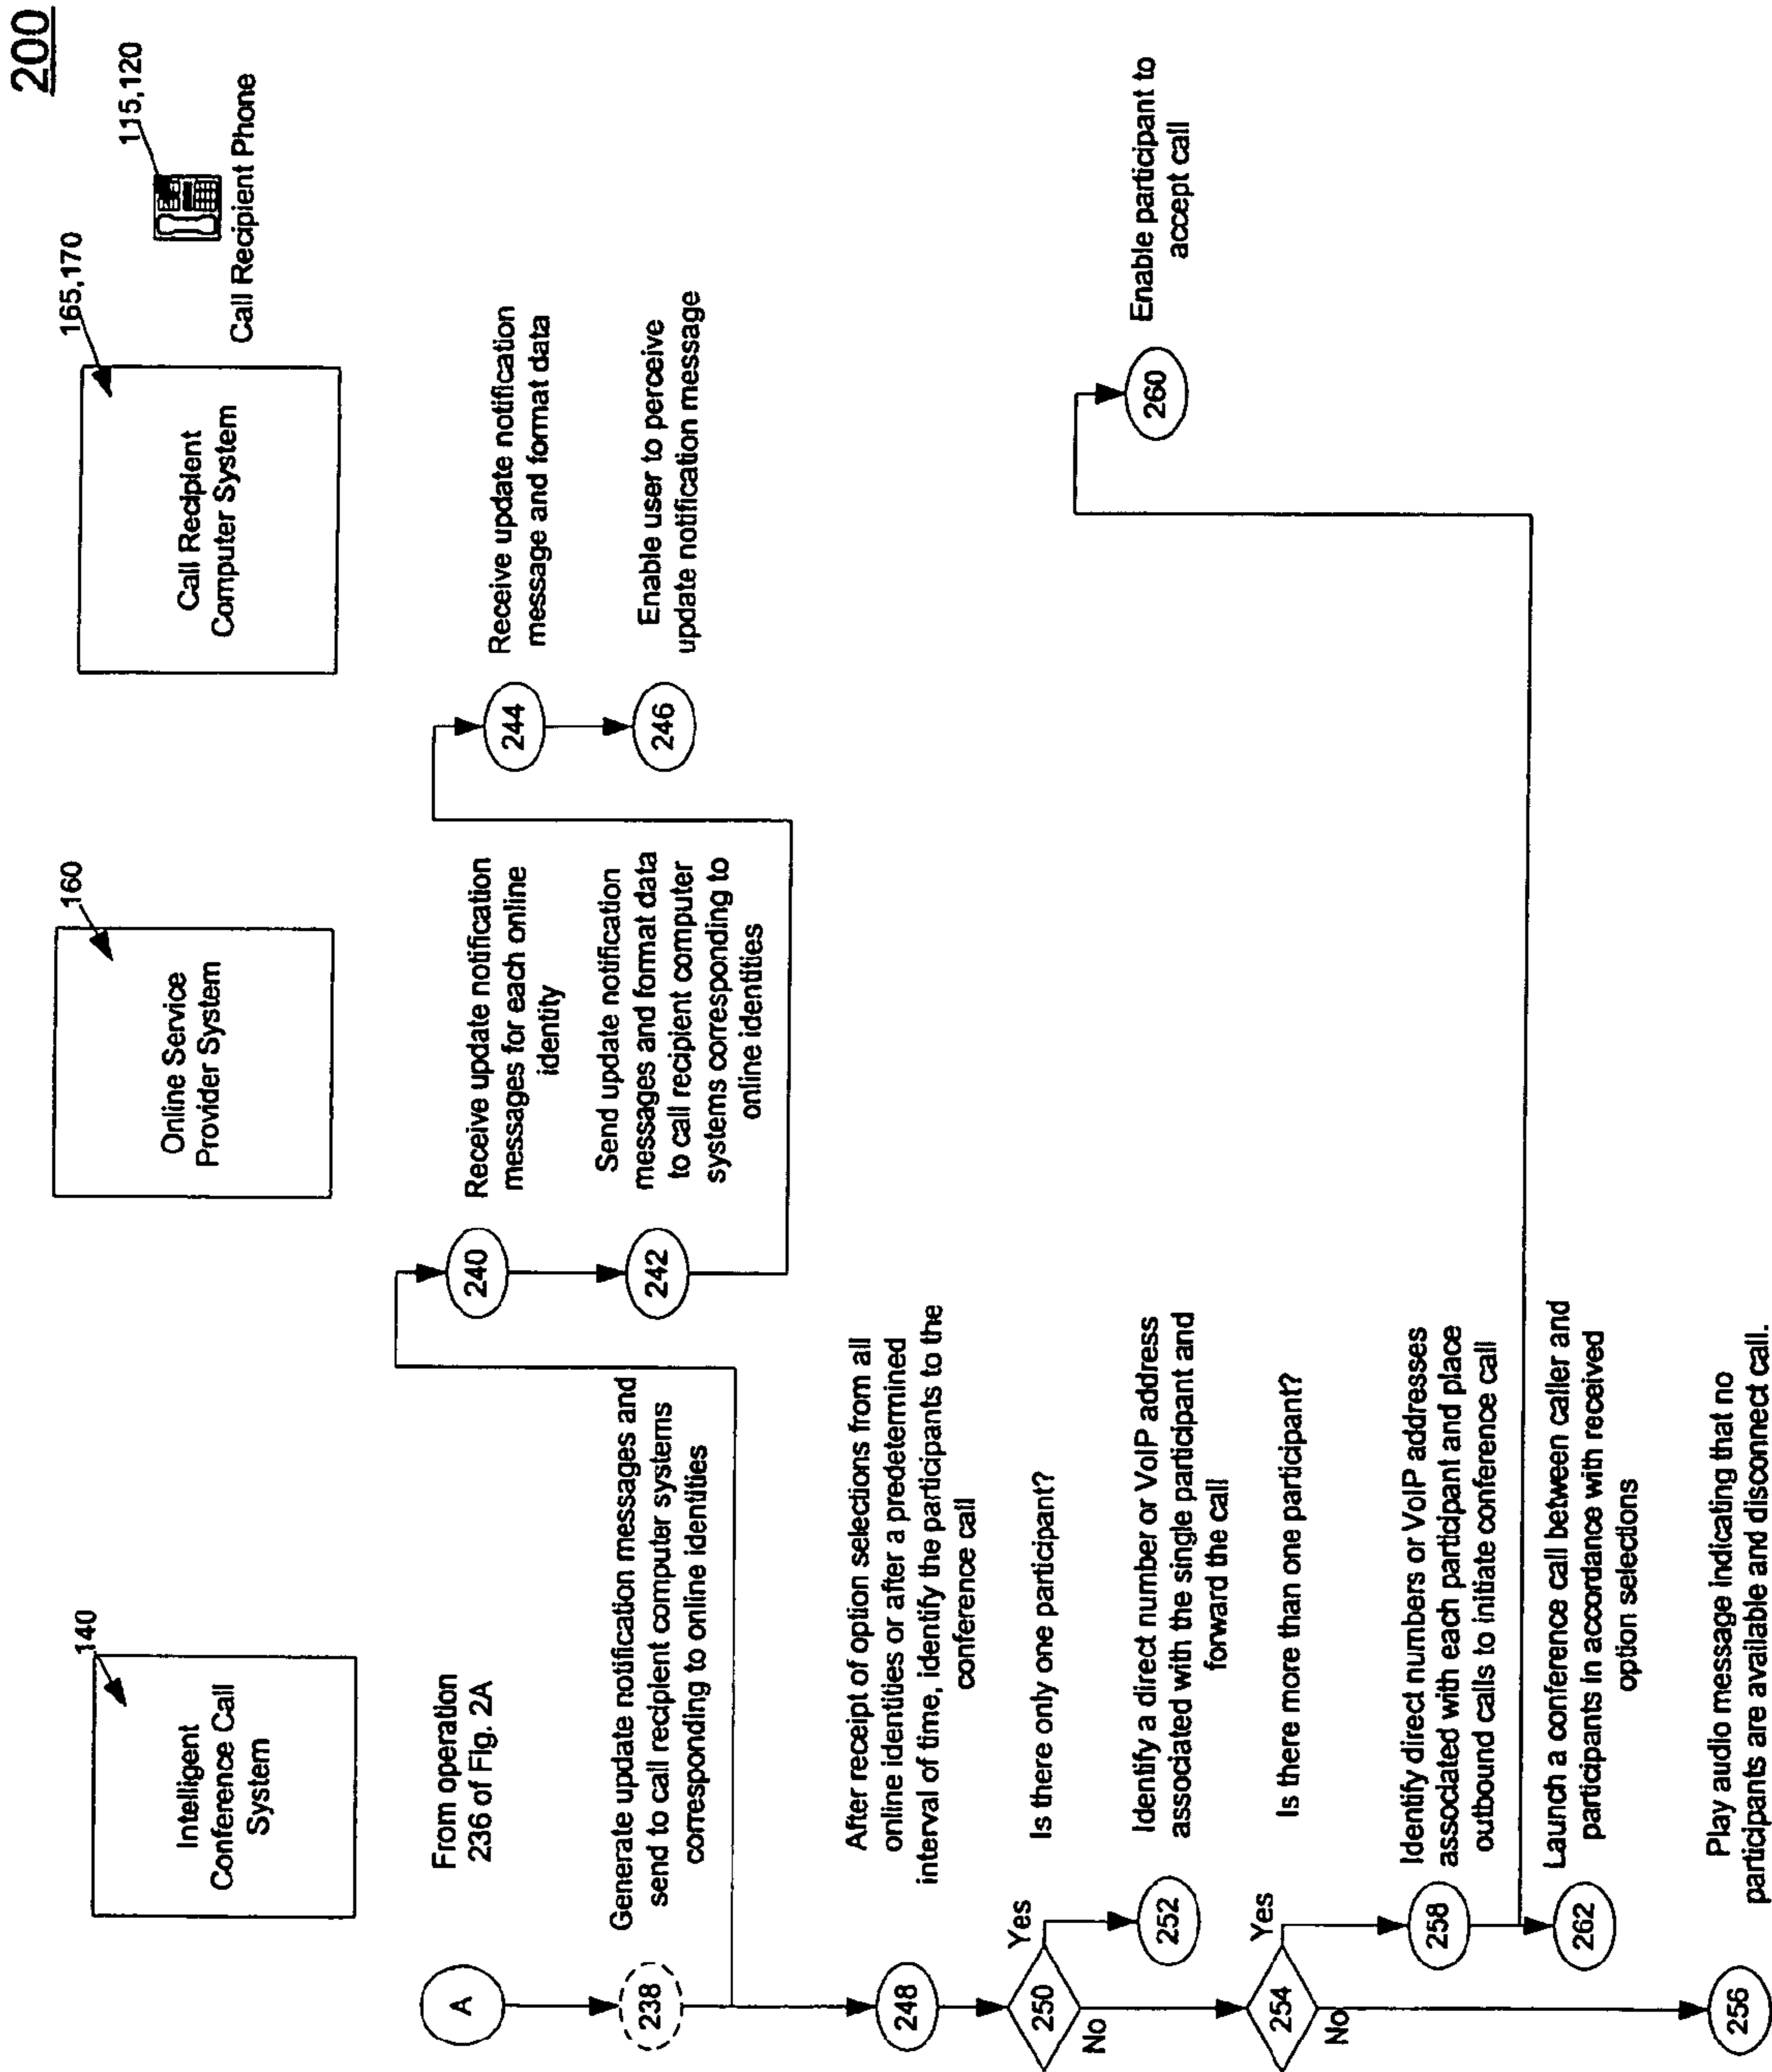 200
140
Intelligent
Conference Call
System
160
Online Service
Provider System
165,170
Call Recipient
Computer System
115,120
Call Recipient Phone
A
From operation
236 of Fig. 2A
238
Generate update notification messages and
send to call recipient computer systems
corresponding to online identities
240
Receive update notification
messages for each online
identity
242
Send update notification
messages and format data
to call recipient computer
systems corresponding to
online identities
244
Receive update notification
message and format data
246
Enable user to perceive
update notification message
248
After receipt of option selections from all
online identities or after a predetermined
interval of time, identify the participants to the
conference call
250
Is there only one participant?
Yes
No
252
Identify a direct number or VoIP address
associated with the single participant and
forward the call
254
Is there more than one participant?
Yes
No
258
Identify direct numbers or VoIP addresses
associated with each participant and place
outbound calls to initiate conference call
260
Enable participant to
accept call
262
Launch a conference call between caller and
participants in accordance with received
option selections
256
Play audio message indicating that no
participants are available and disconnect call.